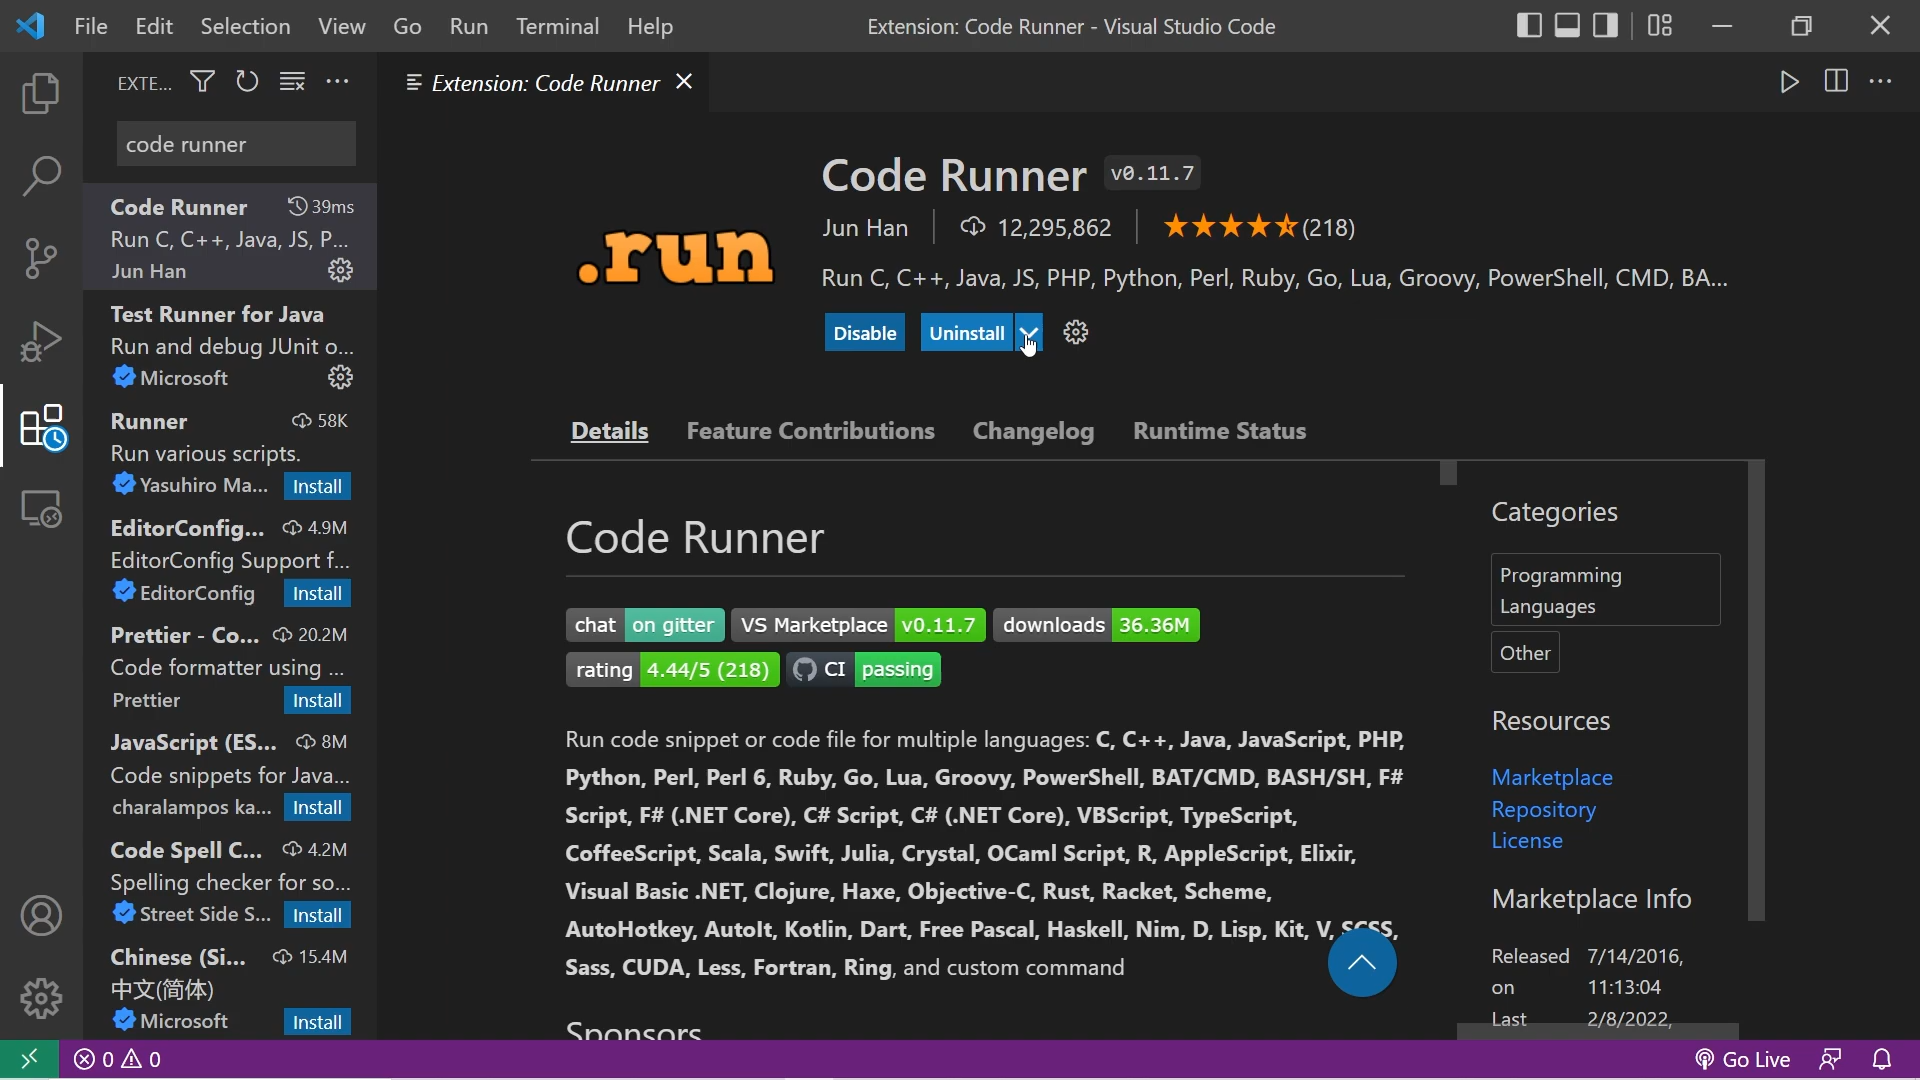 File Edit Selection View Go Run Terminal Help
Extension: Code Runner - Visual Studio Code
EXTE...
code runner
Code Runner 39ms
Run C, C++, Java, JS, P...
Jun Han
Test Runner for Java
Run and debug JUnit o...
Microsoft
Runner 58K
Run various scripts.
Yasuhiro Ma... Install
EditorConfig... 4.9M
EditorConfig Support f...
EditorConfig Install
Prettier - Co... 20.2M
Code formatter using ...
Prettier Install
JavaScript (ES... 8M
Code snippets for Java...
charalampos ka... Install
Code Spell C... 4.2M
Spelling checker for so...
Street Side S... Install
Chinese (Si... 15.4M
中文(简体)
Microsoft Install
Extension: Code Runner
.run
Code Runner v0.11.7
Jun Han 12,295,862 (218)
Run C, C++, Java, JS, PHP, Python, Perl, Ruby, Go, Lua, Groovy, PowerShell, CMD, BA...
Disable Uninstall
Details Feature Contributions Changelog Runtime Status
Code Runner
chat on gitter VS Marketplace v0.11.7 downloads 36.36M
rating 4.44/5 (218) CI passing
Run code snippet or code file for multiple languages: C, C++, Java, JavaScript, PHP,
Python, Perl, Perl 6, Ruby, Go, Lua, Groovy, PowerShell, BAT/CMD, BASH/SH, F#
Script, F# (.NET Core), C# Script, C# (.NET Core), VBScript, TypeScript,
CoffeeScript, Scala, Swift, Julia, Crystal, OCaml Script, R, AppleScript, Elixir,
Visual Basic .NET, Clojure, Haxe, Objective-C, Rust, Racket, Scheme,
AutoHotkey, AutoIt, Kotlin, Dart, Free Pascal, Haskell, Nim, D, Lisp, Kit, V, SCSS,
Sass, CUDA, Less, Fortran, Ring, and custom command
Sponsors
Categories
Programming
Languages
Other
Resources
Marketplace
Repository
License
Marketplace Info
Released 7/14/2016,
on 11:13:04
Last 2/8/2022,
0 0
Go Live